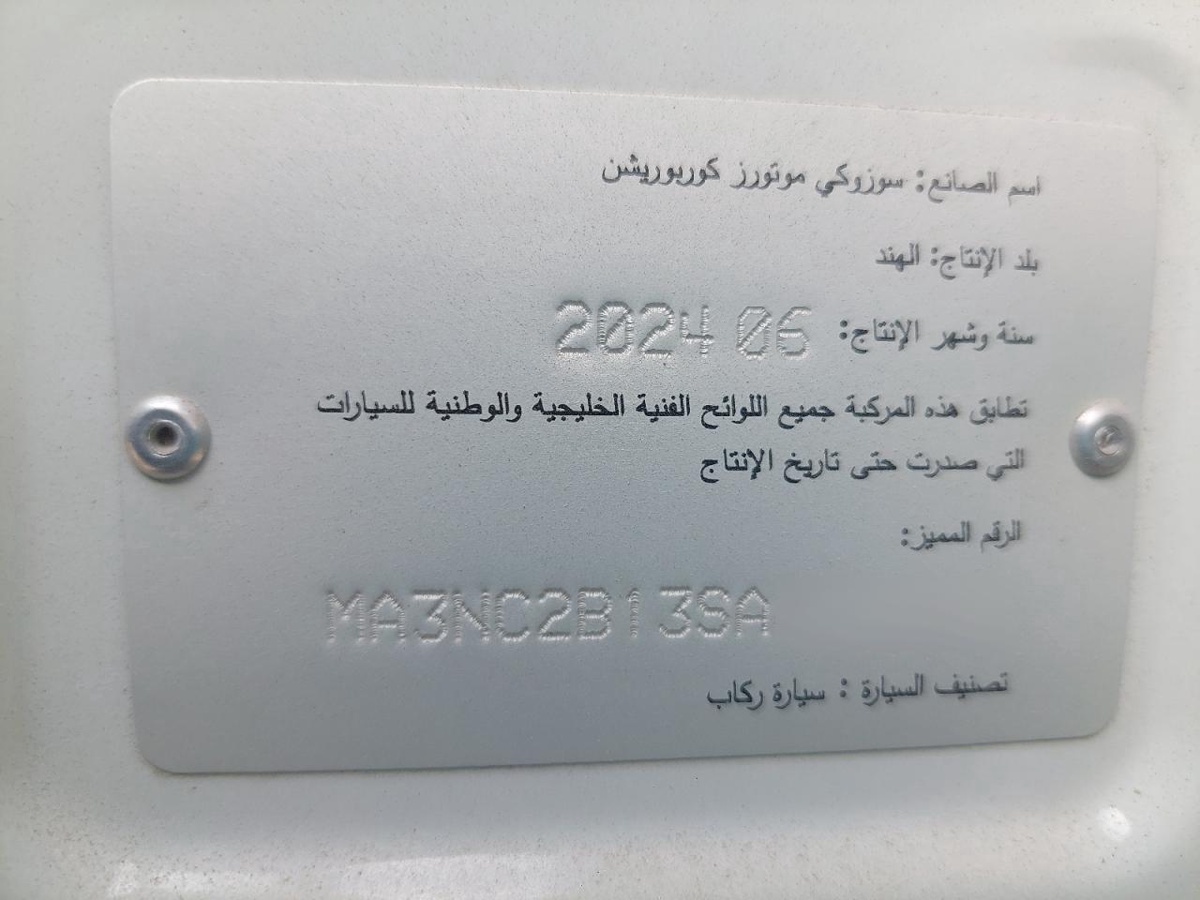 اسم الصانع: سوزوكي موتورز كوربوريشن
بلد الإنتاج: الهند
سنة وشهر الإنتاج: 2024 06
تطابق هذه المركبة جميع اللوائح الفنية الخليجية والوطنية للسيارات
التي صدرت حتى تاريخ الإنتاج
الرقم المميز:
MA3NC2B13SA
تصنيف السيارة : سيارة ركاب